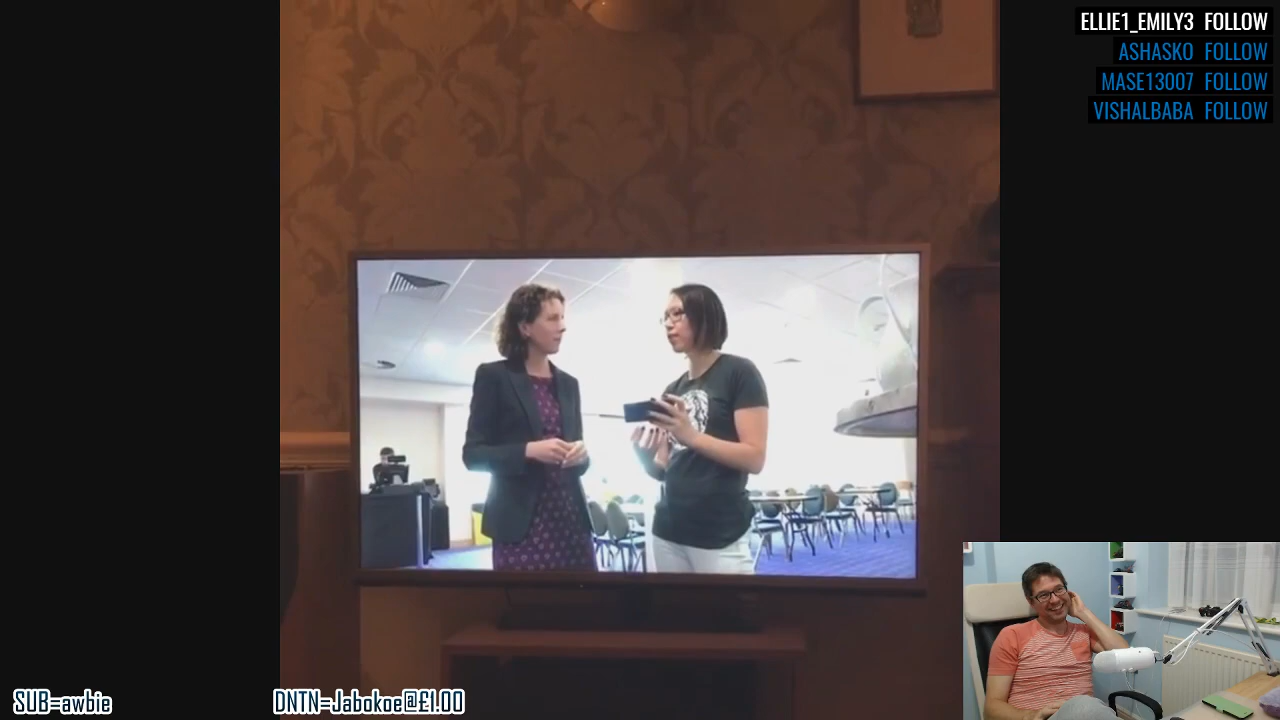 ELLIE1_EMILY3 FOLLOW
ASHASKO FOLLOW
MASE13007 FOLLOW
VISHALBABA FOLLOW
SUB=awbie
DNTN=Jabokoe@£1.00